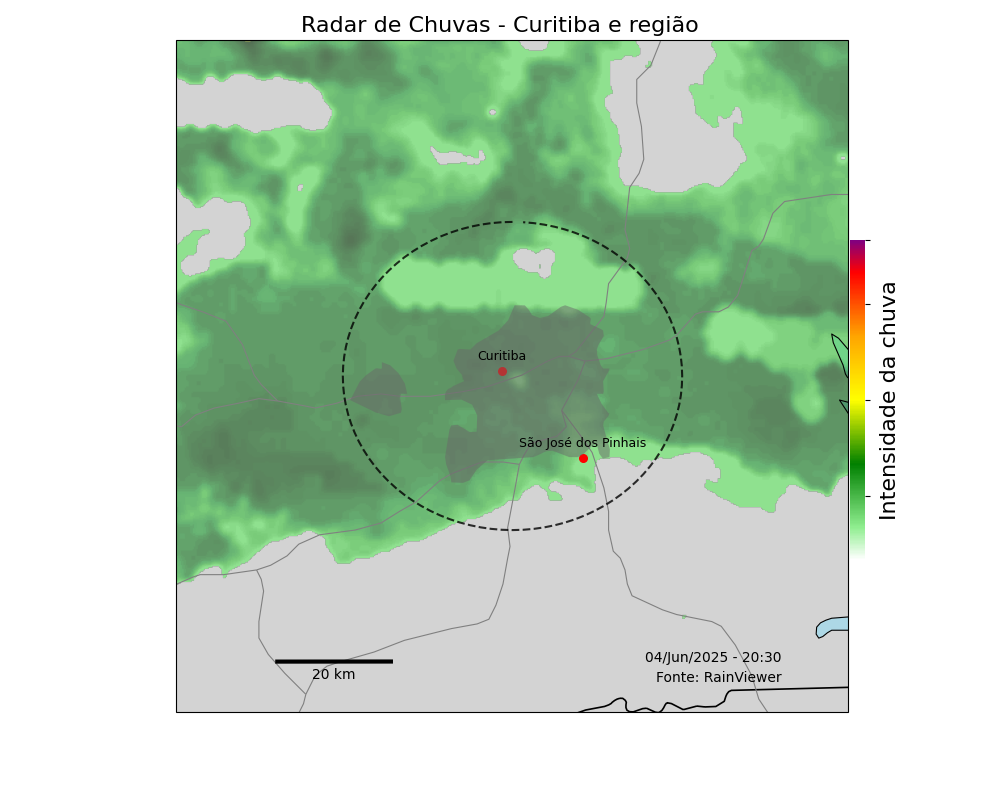 Radar de Chuvas - Curitiba e região
Curitiba
São José dos Pinhais
Intensidade da chuva
04/Jun/2025 - 20:30
20 km
Fonte: RainViewer